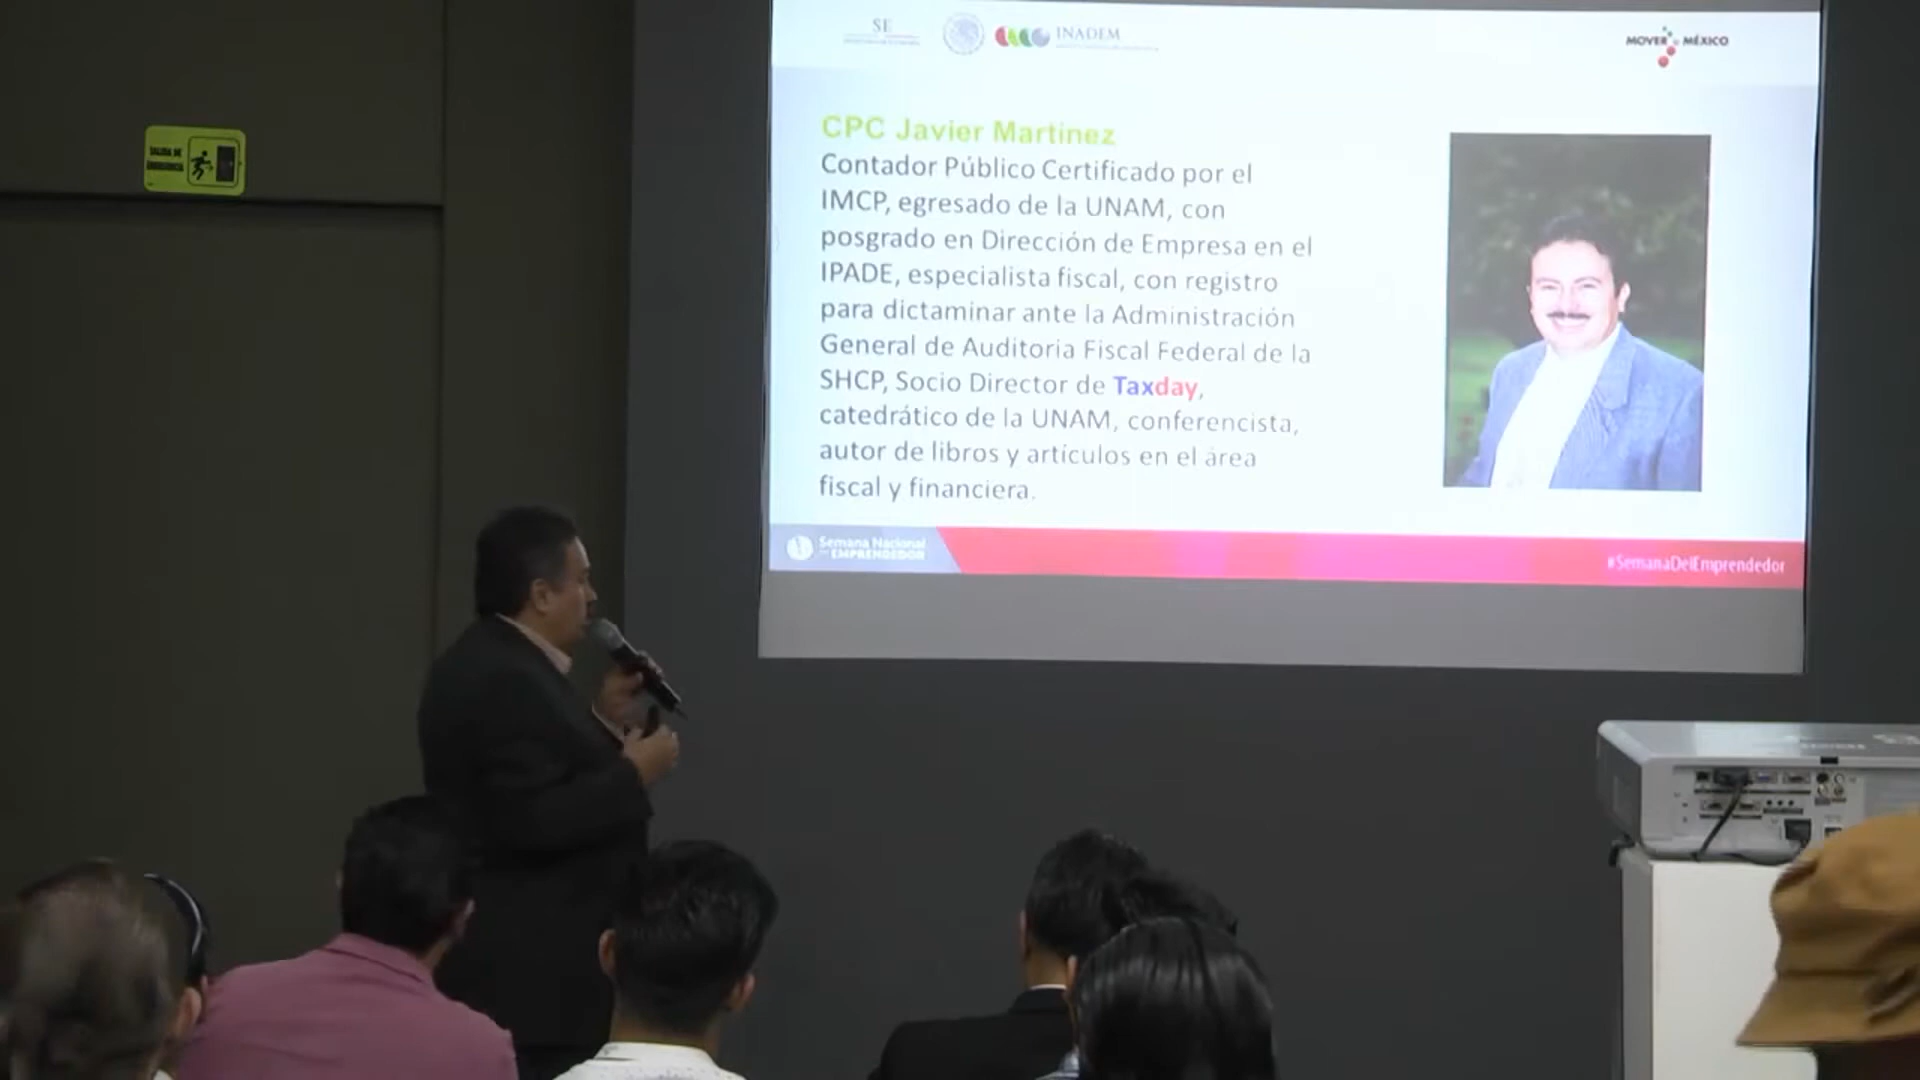 SE
INADEM
MOVER A MÉXICO
SALIDA DE
EMERGENCIA
CPC Javier Martinez
Contador Público Certificado por el
IMCP, egresado de la UNAM, con
posgrado en Dirección de Empresa en el
IPADE, especialista fiscal, con registro
para dictaminar ante la Administración
General de Auditoria Fiscal Federal de la
SHCP, Socio Director de Taxday,
catedrático de la UNAM, conferencista,
autor de libros y artículos en el área
fiscal y financiera.
Semana Nacional
EMPRENDEDOR
#SemanaDelEmprendedor